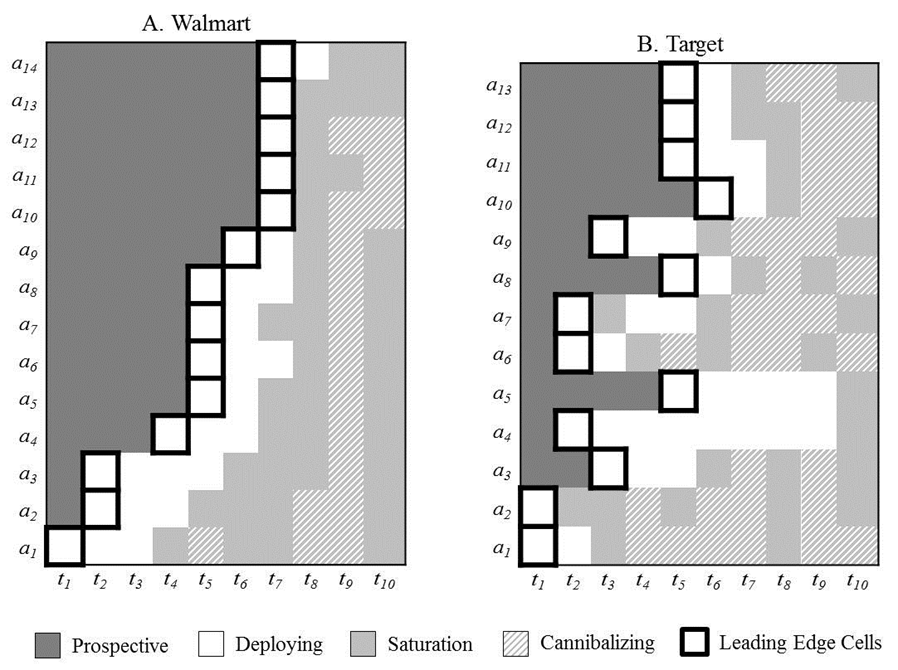 A. Walmart
a14
a13
a12
a11
a10
a9
a8
a7
a6
a5
a4
a3
a2
a1
t1 t2 t3 t4 t5 t6 t7 t8 t9 t10
B. Target
a13
a12
a11
a10
a9
a8
a7
a6
a5
a4
a3
a2
a1
t1 t2 t3 t4 t5 t6 t7 t8 t9 t10
Prospective Deploying Saturation Cannibalizing Leading Edge Cells